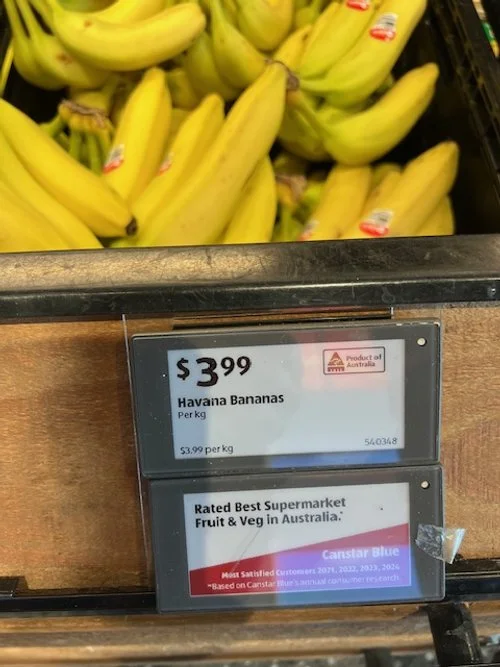 $3.99
Product of
Australia
Havana Bananas
Per kg
$3.99 per kg
540348
Rated Best Supermarket
Fruit & Veg in Australia.*
Canstar Blue
Most Satisfied Customers 2021, 2022, 2023, 2024
*Based on Canstar Blue's annual consumer research.